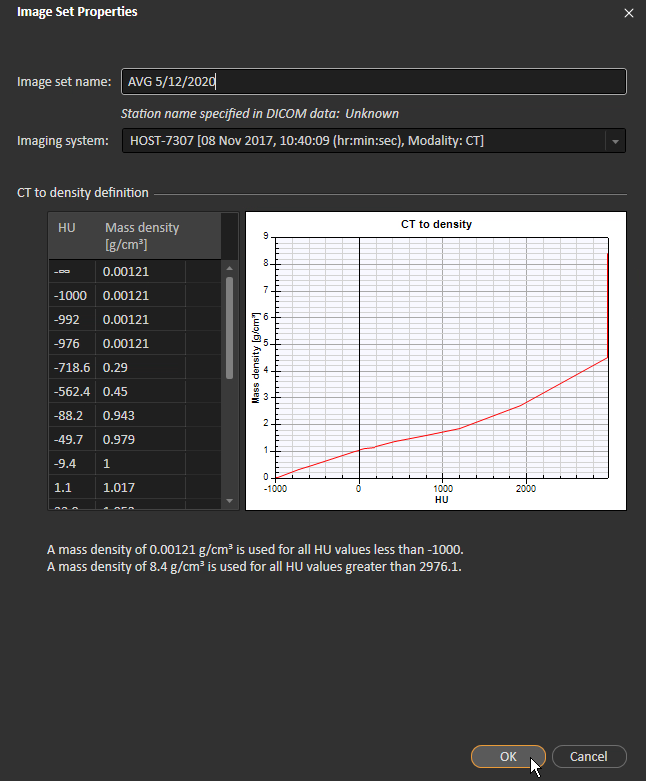 Image Set Properties
Image set name: AVG 5/12/2020
Station name specified in DICOM data: Unknown
Imaging system: HOST-7307 [08 Nov 2017, 10:40:09 (hr:min:sec), Modality: CT]
CT to density definition
HU Mass density
[g/cm³]
-∞ 0.00121
-1000 0.00121
-992 0.00121
-976 0.00121
-718.6 0.29
-562.4 0.45
-88.2 0.943
-49.7 0.979
-9.4 1
1.1 1.017
CT to density
Mass density [g/cm³]
9
8
7
6
5
4
3
2
1
0
-1000 0 1000 2000
HU
A mass density of 0.00121 g/cm³ is used for all HU values less than -1000.
A mass density of 8.4 g/cm³ is used for all HU values greater than 2976.1.
OK Cancel